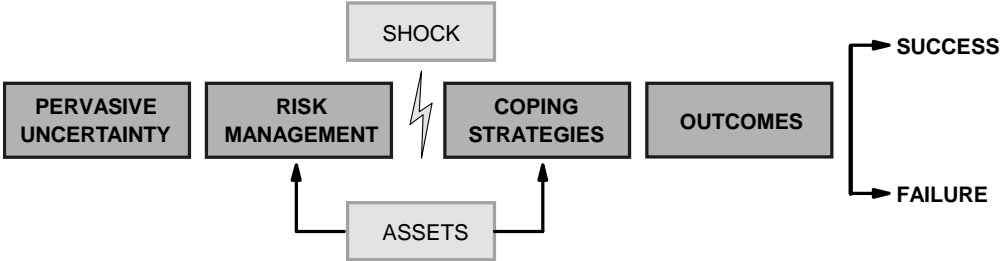 SHOCK
SUCCESS
PERVASIVE
UNCERTAINTY
RISK
MANAGEMENT
COPING
STRATEGIES
OUTCOMES
FAILURE
ASSETS